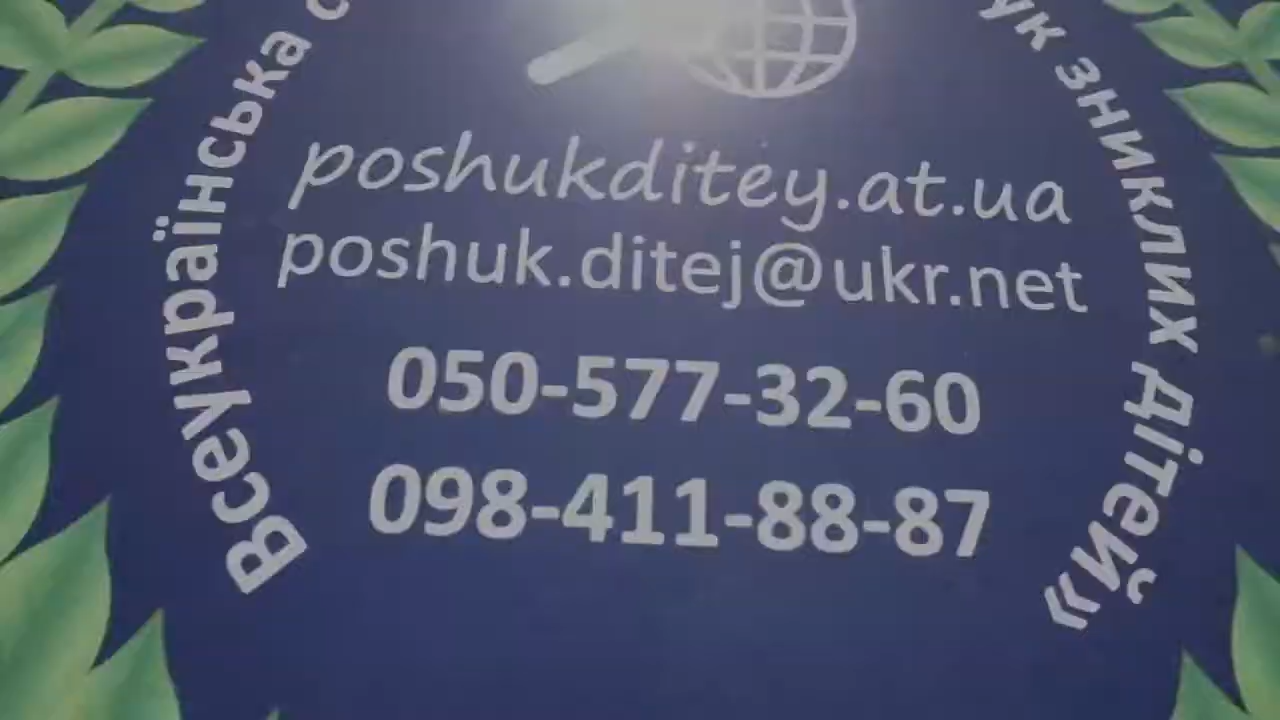 Всеукраїнська
зниклих дітей»
poshukditey.at.ua
poshuk.ditej@ukr.net
050-577-32-60
098-411-88-87